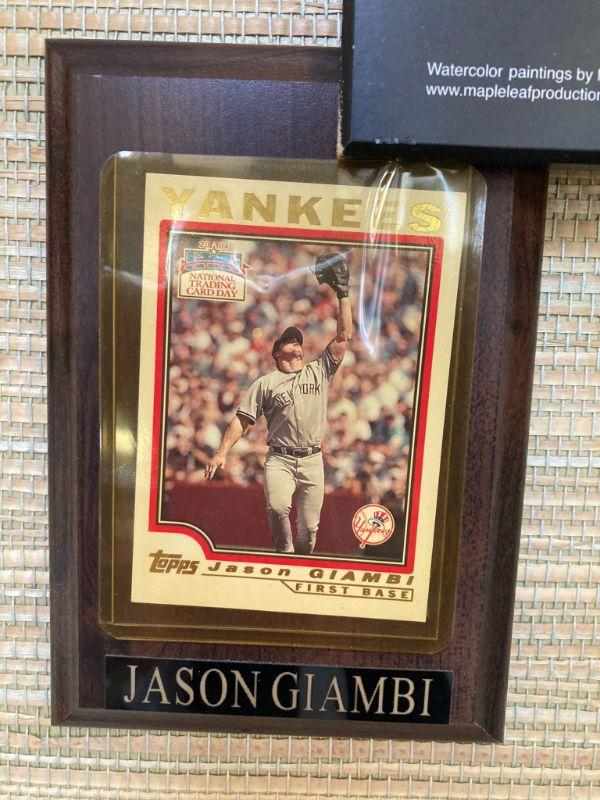 Watercolor paintings by
www.mapleleafproduction
YANKEES
2004
NATIONAL
TRADING
CARD DAY
NEW YORK
Yankees
Topps Jason GIAMBI
FIRST BASE
JASON GIAMBI